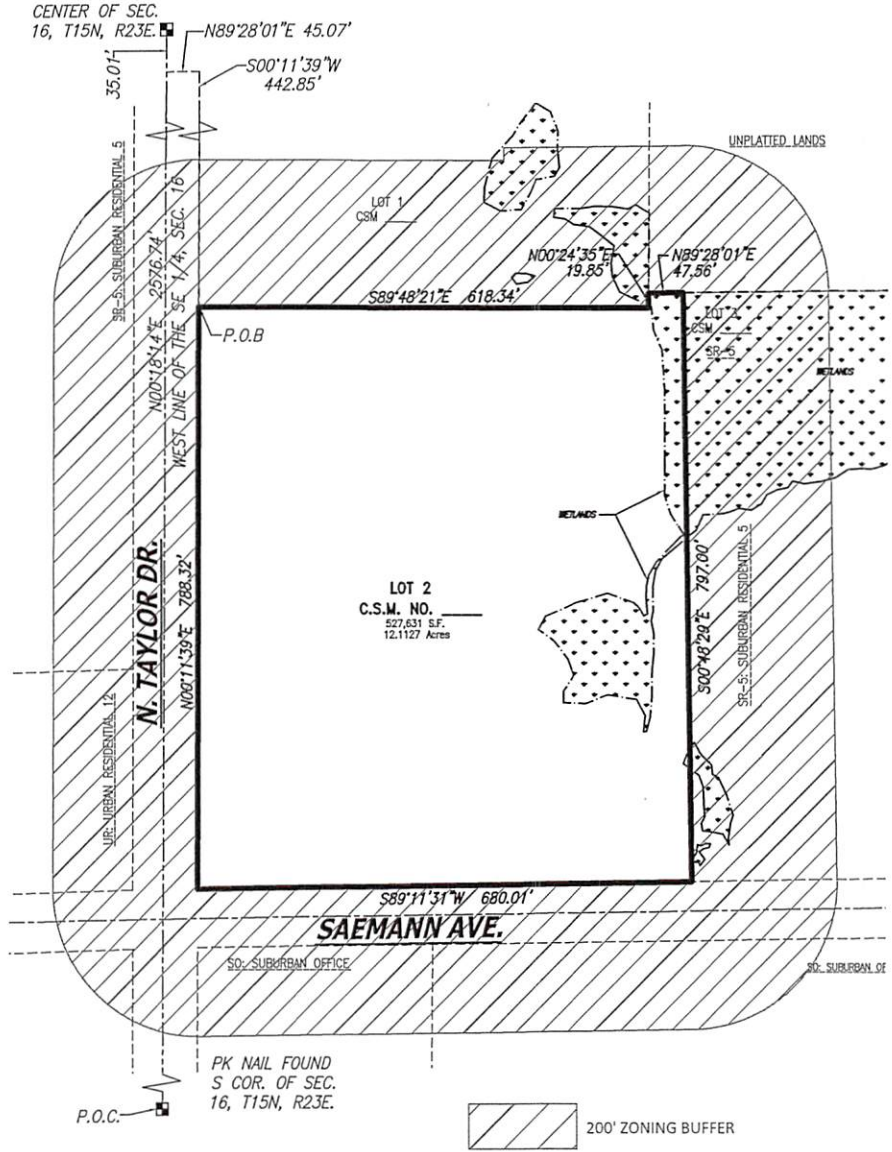 CENTER OF SEC.
16, T15N, R23E.
N89°28'01"E 45.07'
35.01'
S00°11'39"W
442.85'
UNPLATTED LANDS
SR-5: SUBURBAN RESIDENTIAL 5
N00°18'14"E 2576.74'
WEST LINE OF THE SE 1/4, SEC. 16
LOT 1
CSM ____
N00°24'35"E
19.85'
N89°28'01"E
47.56'
S89°48'21"E 618.34'
P.O.B
CSM ____
SR-5
WETLANDS
WETLANDS
N. TAYLOR DR.
N00°11'39"E 788.32'
LOT 2
C.S.M. NO. ____
527,631 S.F.
12.1127 Acres
S00°48'29"E 797.00'
SR-5: SUBURBAN RESIDENTIAL 5
UR: URBAN RESIDENTIAL 12
S89°11'31"W 680.01'
SAEMANN AVE.
SO: SUBURBAN OFFICE
SO: SUBURBAN OF
PK NAIL FOUND
S COR. OF SEC.
16, T15N, R23E.
P.O.C.
200' ZONING BUFFER